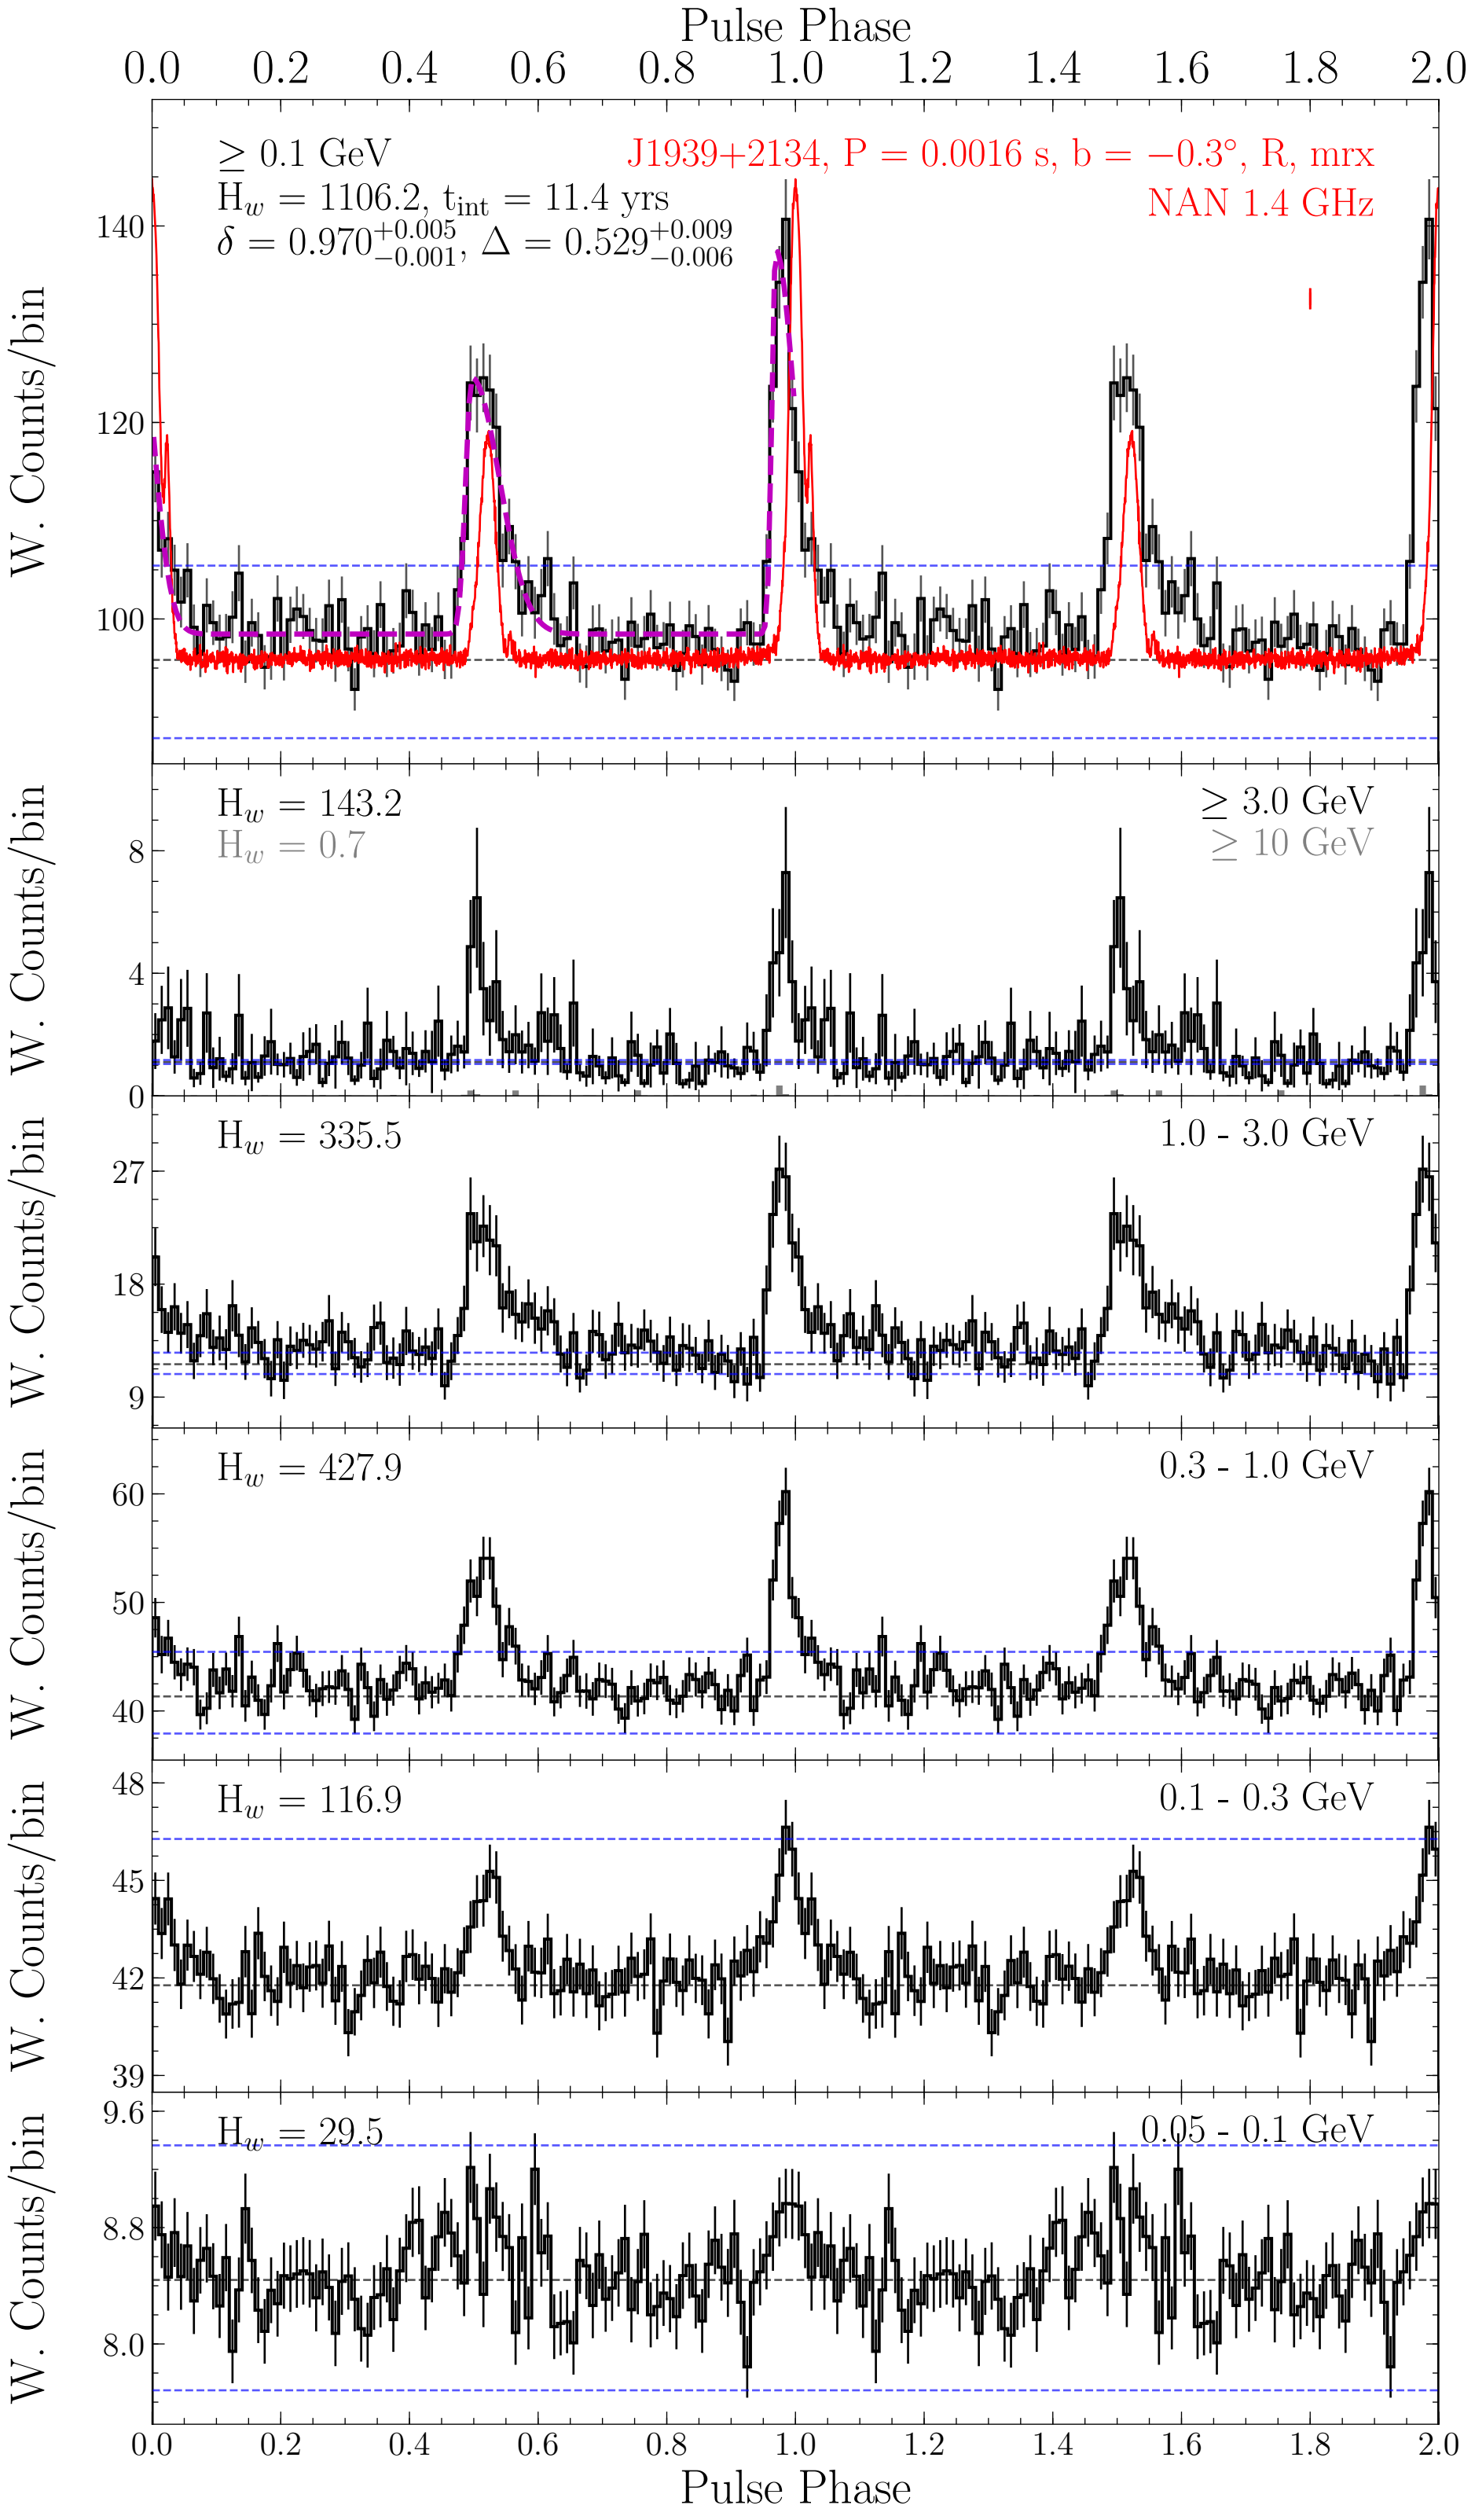 Pulse Phase
0.0 0.2 0.4 0.6 0.8 1.0 1.2 1.4 1.6 1.8 2.0
≥ 0.1 GeV
J1939+2134, P = 0.0016 s, b = −0.3°, R, mrx
H_w = 1106.2, t_int = 11.4 yrs
NAN 1.4 GHz
δ = 0.970^{+0.005}_{−0.001}, Δ = 0.529^{+0.009}_{−0.006}
W. Counts/bin
140
120
100
H_w = 143.2
≥ 3.0 GeV
H_w = 0.7
≥ 10 GeV
W. Counts/bin
8
4
0
H_w = 335.5
1.0 - 3.0 GeV
W. Counts/bin
27
18
9
H_w = 427.9
0.3 - 1.0 GeV
W. Counts/bin
60
50
40
H_w = 116.9
0.1 - 0.3 GeV
W. Counts/bin
48
45
42
39
H_w = 29.5
0.05 - 0.1 GeV
W. Counts/bin
9.6
8.8
8.0
0.0 0.2 0.4 0.6 0.8 1.0 1.2 1.4 1.6 1.8 2.0
Pulse Phase